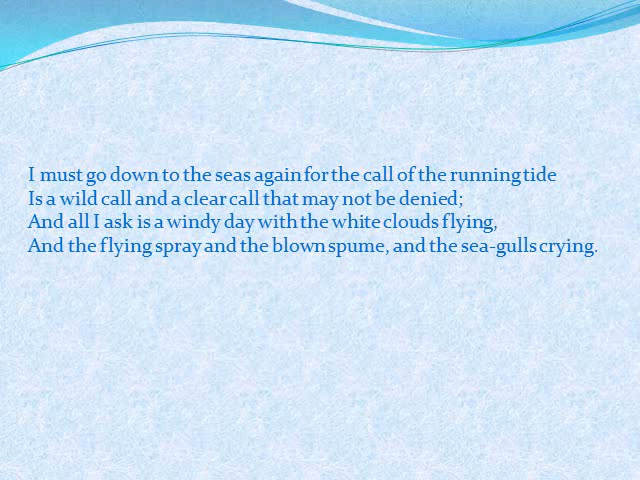 I must go down to the seas again for the call of the running tide
Is a wild call and a clear call that may not be denied;
And all I ask is a windy day with the white clouds flying,
And the flying spray and the blown spume, and the sea-gulls crying.